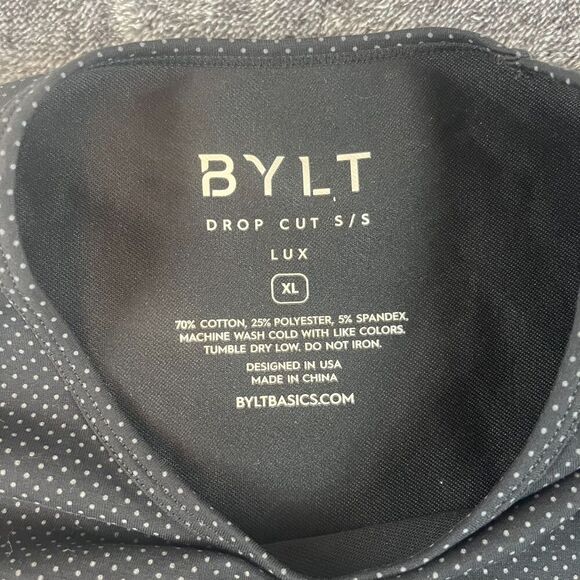 BYLT
DROP CUT S/S
LUX
XL
70% COTTON, 25% POLYESTER, 5% SPANDEX.
MACHINE WASH COLD WITH LIKE COLORS.
TUMBLE DRY LOW. DO NOT IRON.
DESIGNED IN USA
MADE IN CHINA
BYLTBASICS.COM